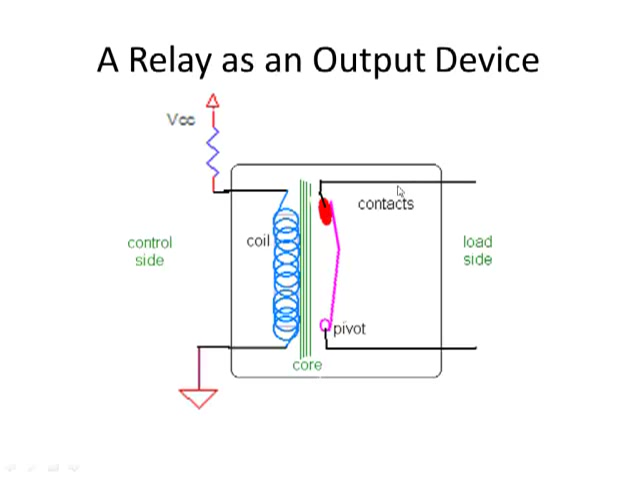 A Relay as an Output Device
Vcc
contacts
control
side
coil
load
side
pivot
core